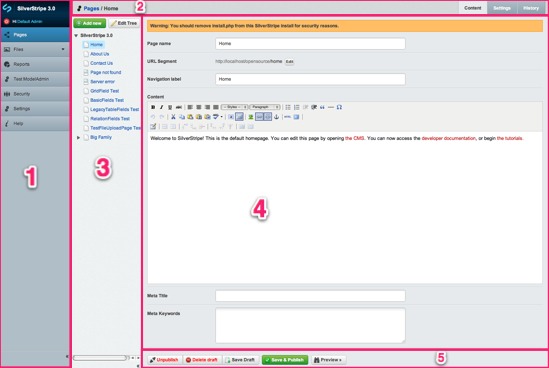 SilverStripe 3.0
Hi Default Admin
Pages
Files
Reports
Test ModelAdmin
Security
Settings
Help
1
Pages / Home
2
Content
Settings
History
Add new
Edit Tree
SilverStripe 3.0
Home
About Us
Contact Us
Page not found
Server error
GridField Test
BasicFields Test
LegacyTableFields Test
RelationFields Test
TestFileUploadPage Test
Big Family
3
Warning: You should remove install.php from this SilverStripe install for security reasons.
Page name
Home
URL Segment
http://localhost/opensource/home
Edit
Navigation label
Home
Content
- Styles -
Paragraph
Welcome to SilverStripe! This is the default homepage. You can edit this page by opening the CMS. You can now access the developer documentation, or begin the tutorials.
4
Meta Title
Meta Keywords
Unpublish
Delete draft
Save Draft
Save & Publish
Preview »
5